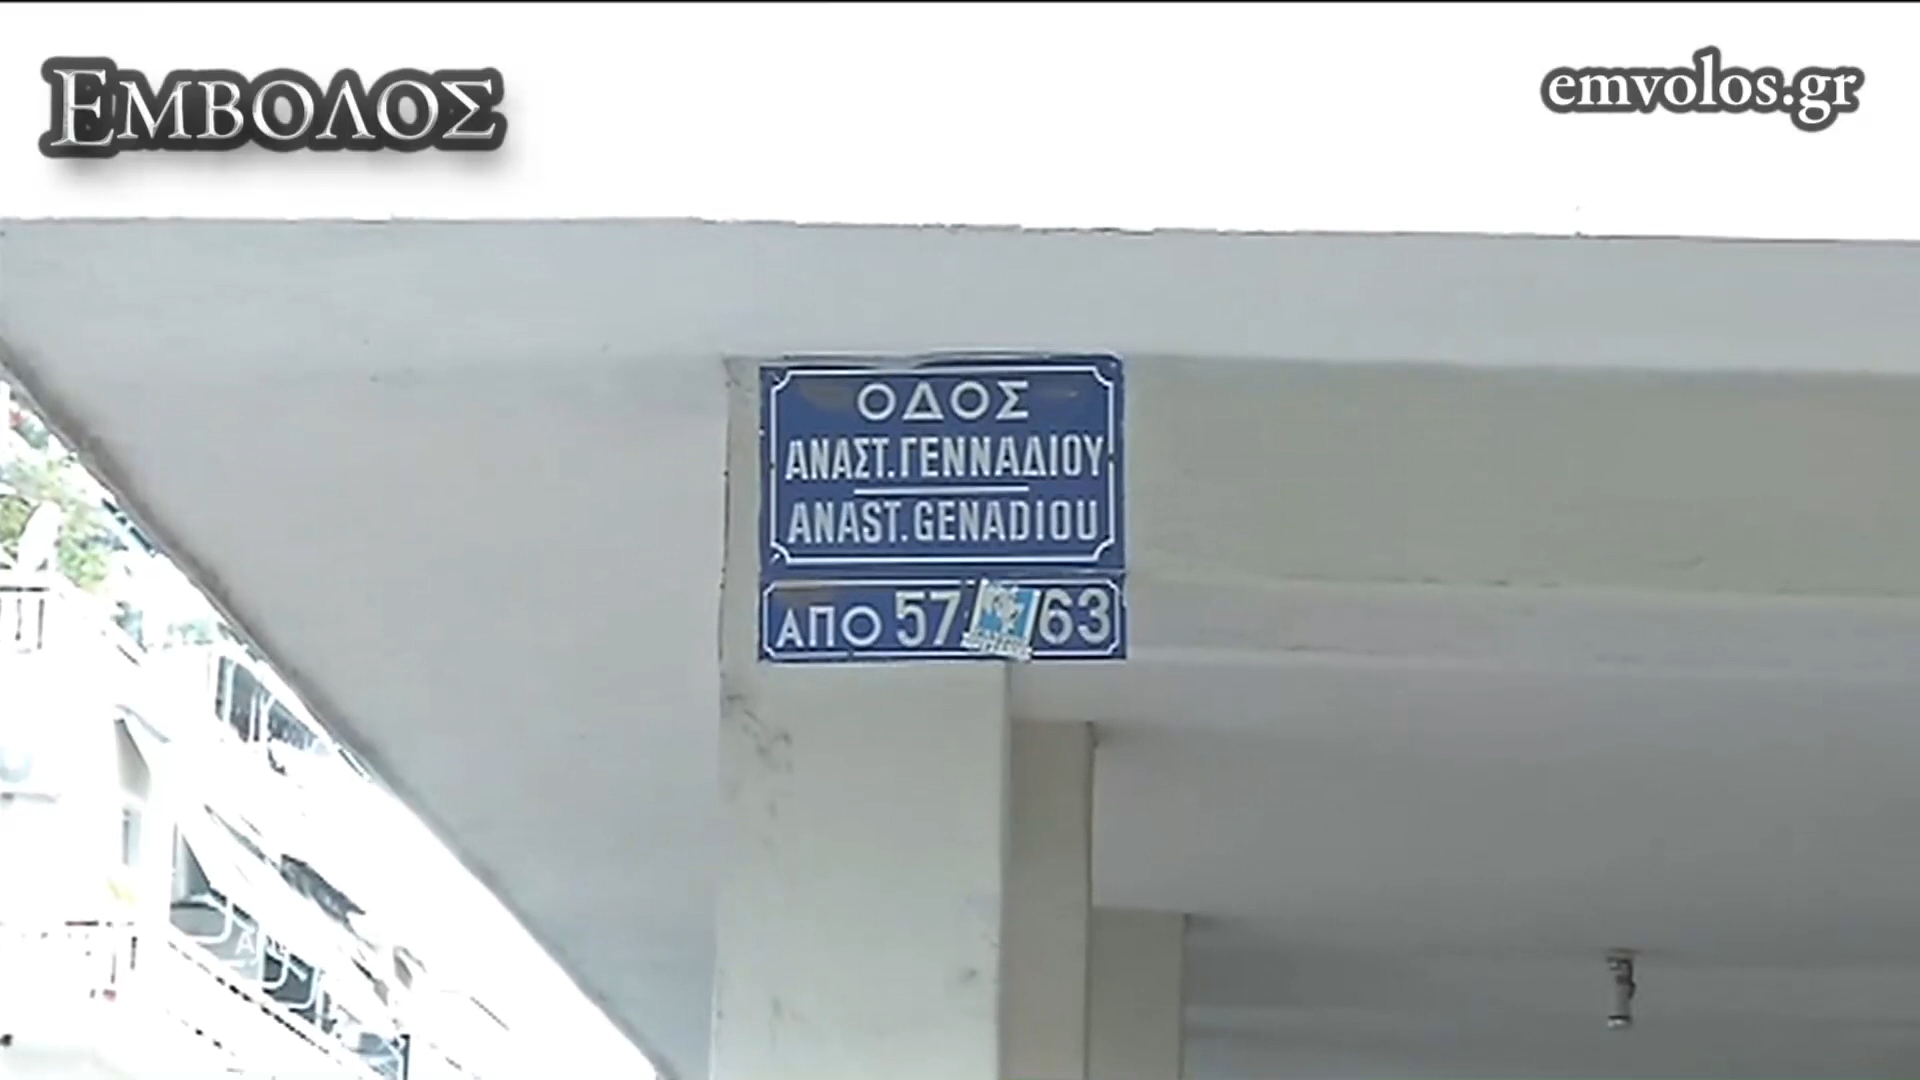 ΕΜΒΟΛΟΣ
emvolos.gr
ΟΔΟΣ
ΑΝΑΣΤ.ΓΕΝΝΑΔΙΟΥ
ANAST.GENADIOU
ΑΠΟ 57 63